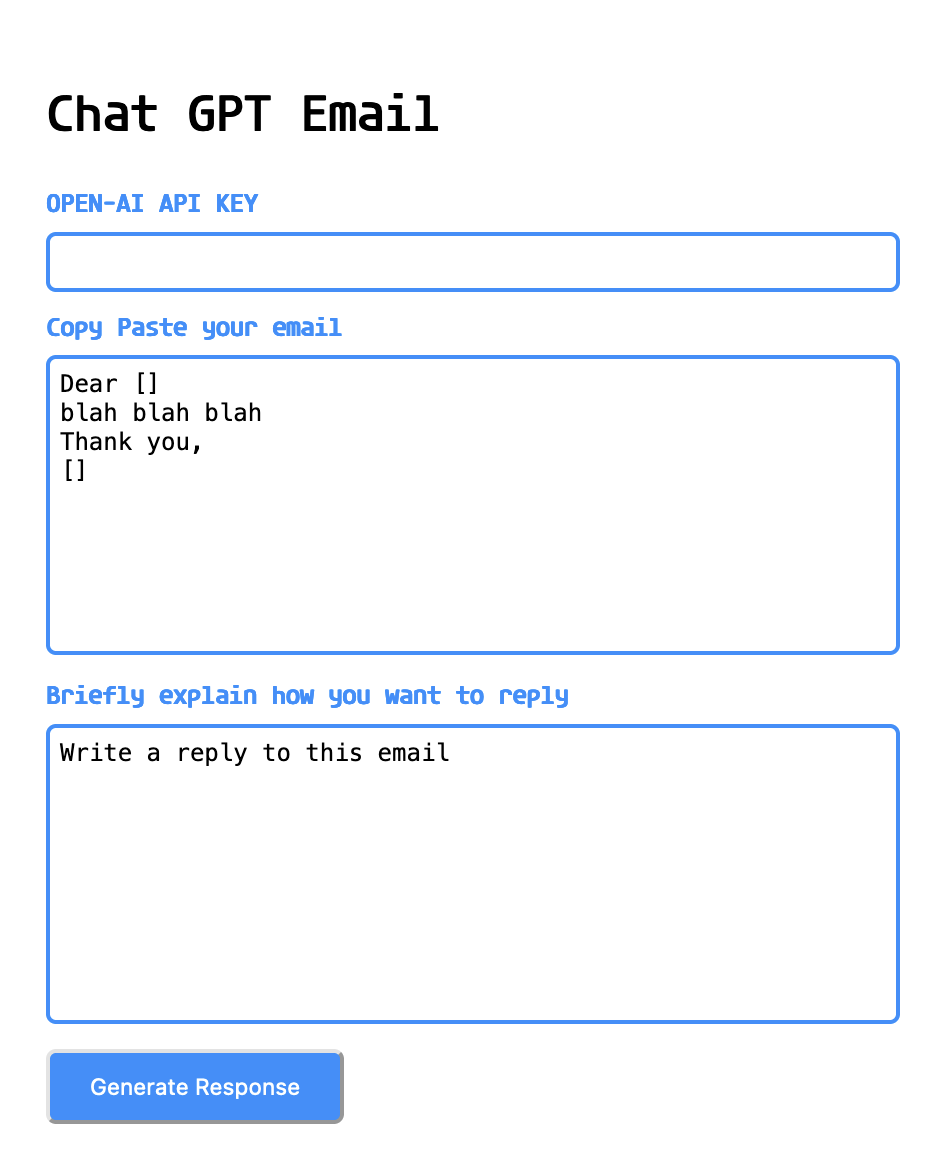 Chat GPT Email
OPEN-AI API KEY
Copy Paste your email
Dear []
blah blah blah
Thank you,
[]
Briefly explain how you want to reply
Write a reply to this email
Generate Response